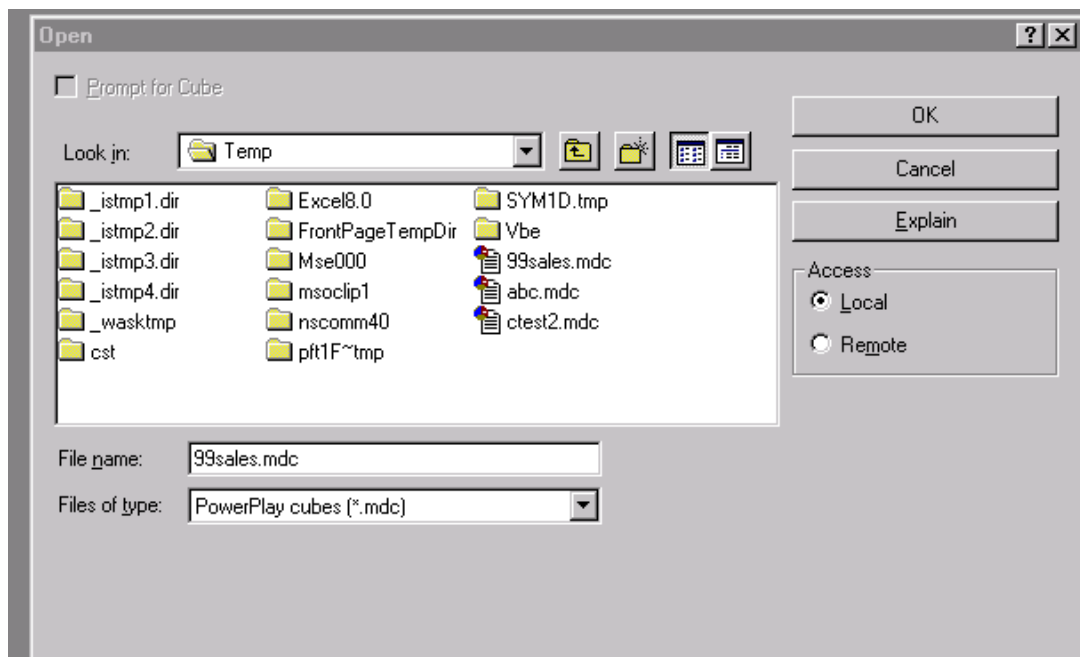 Open
Prompt for Cube
OK
Look in: Temp
Cancel
_istmp1.dir Excel8.0 SYM1D.tmp
_istmp2.dir FrontPageTempDir Vbe
Explain
_istmp3.dir Mse000 99sales.mdc
Access
_istmp4.dir msoclip1 abc.mdc
Local
_wasktmp nscomm40 ctest2.mdc
Remote
cst pft1F~tmp
File name: 99sales.mdc
Files of type: PowerPlay cubes (*.mdc)